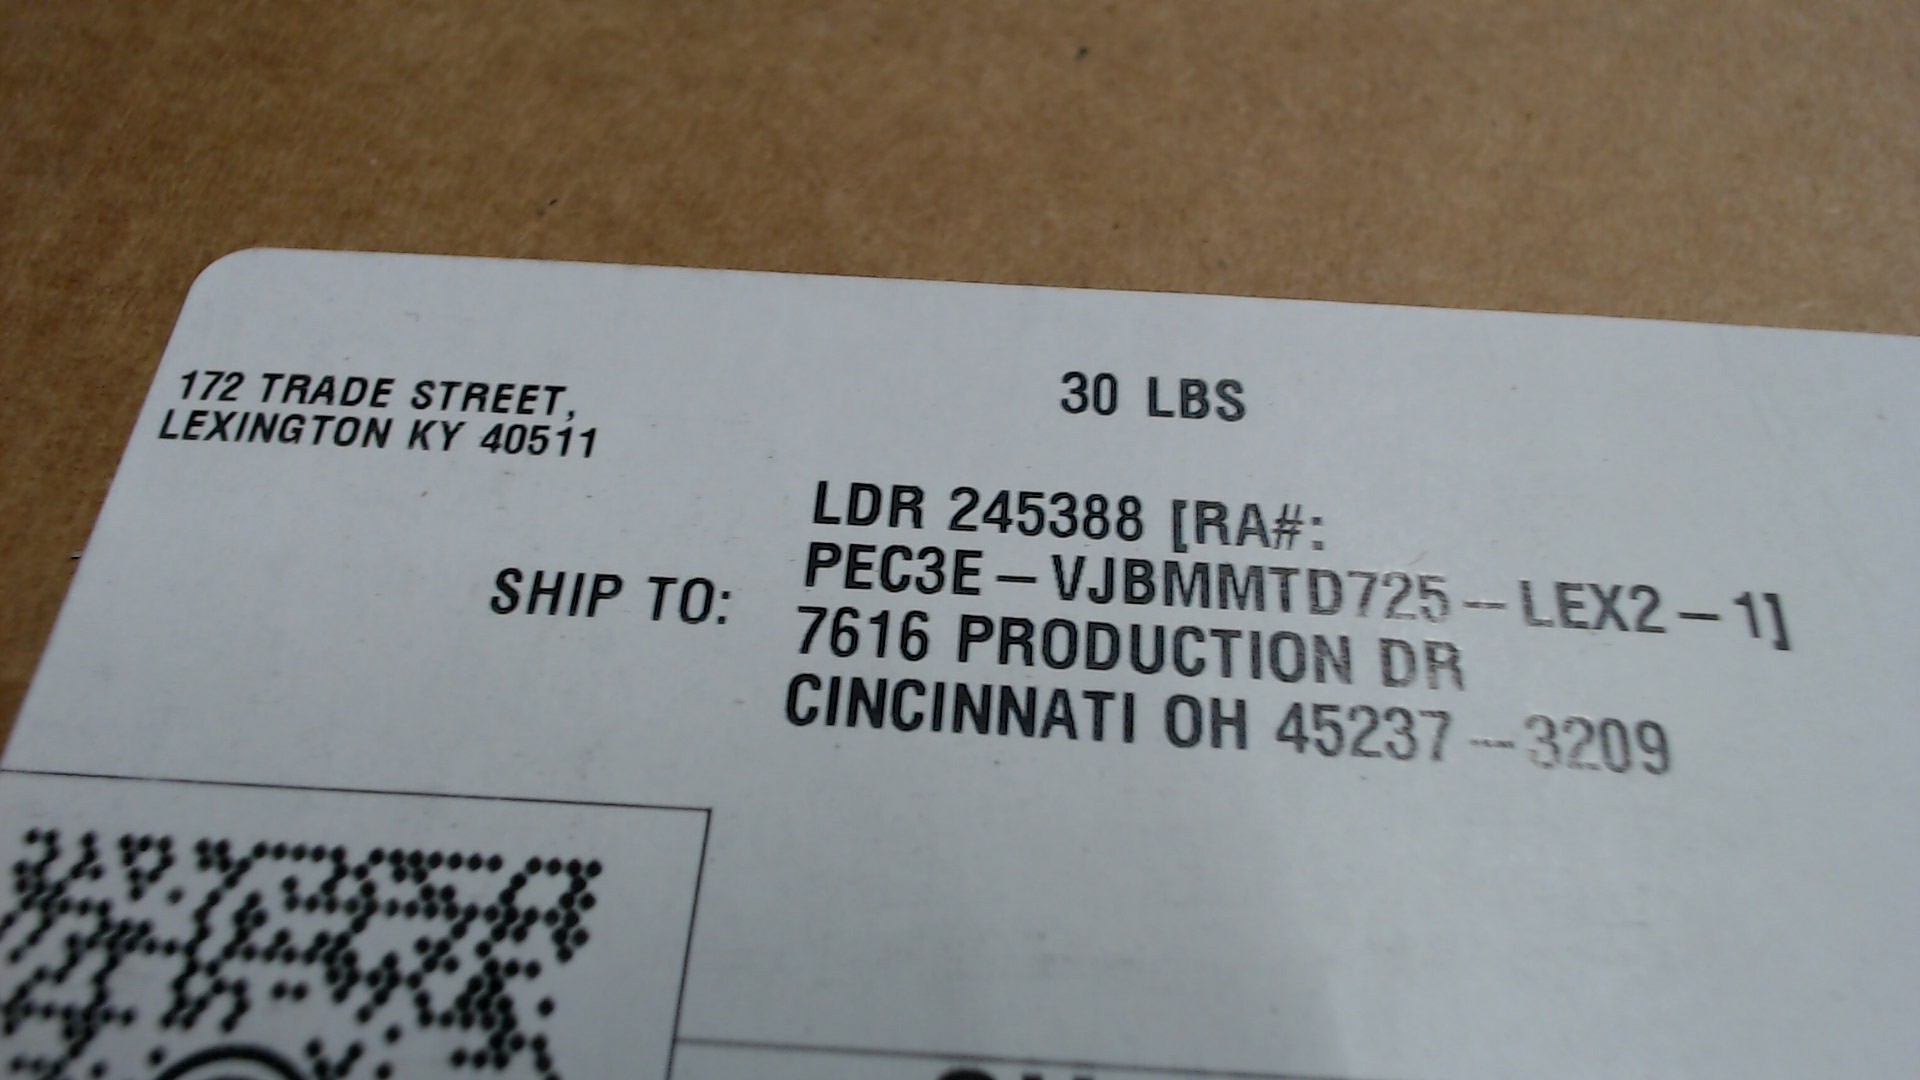 172 TRADE STREET,
LEXINGTON KY 40511
30 LBS
SHIP TO:
LDR 245388 [RA#:
PEC3E-VJBMMTD725-LEX2-1]
7616 PRODUCTION DR
CINCINNATI OH 45237-3209